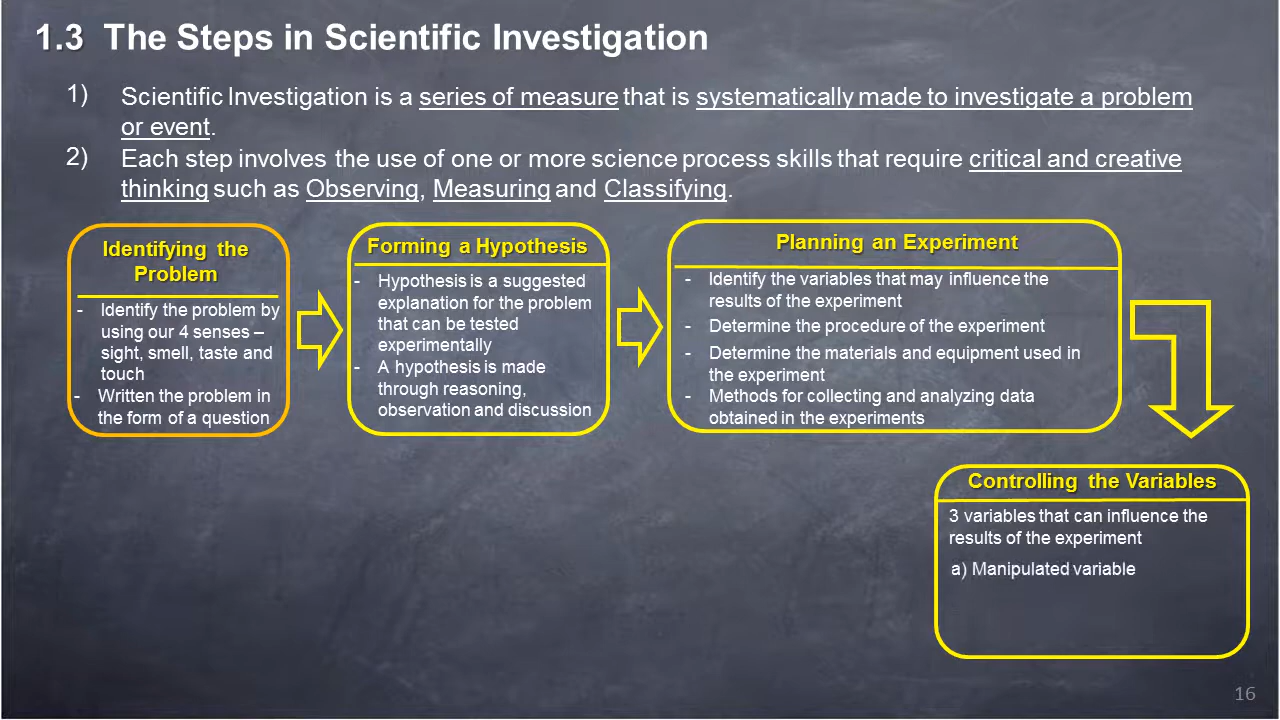 1.3 The Steps in Scientific Investigation
1) Scientific Investigation is a series of measure that is systematically made to investigate a problem
or event.
2) Each step involves the use of one or more science process skills that require critical and creative
thinking such as Observing, Measuring and Classifying.
Identifying the
Problem
- Identify the problem by
using our 4 senses –
sight, smell, taste and
touch
- Written the problem in
the form of a question
Forming a Hypothesis
- Hypothesis is a suggested
explanation for the problem
that can be tested
experimentally
- A hypothesis is made
through reasoning,
observation and discussion
Planning an Experiment
- Identify the variables that may influence the
results of the experiment
- Determine the procedure of the experiment
- Determine the materials and equipment used in
the experiment
- Methods for collecting and analyzing data
obtained in the experiments
Controlling the Variables
3 variables that can influence the
results of the experiment
a) Manipulated variable
16